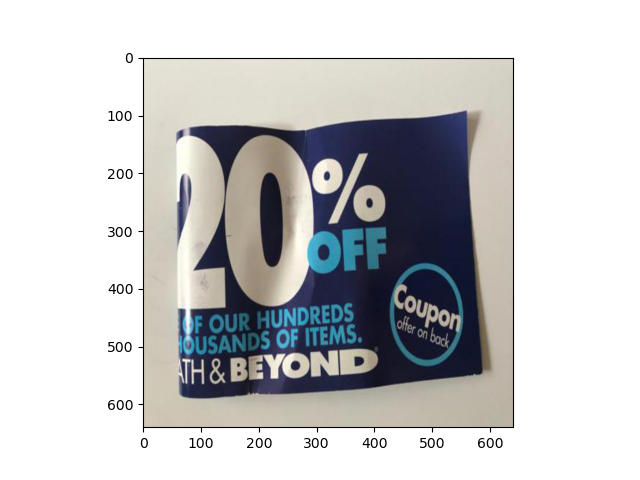 20%
OFF
OF OUR HUNDREDS
HOUSANDS OF ITEMS.
ATH & BEYOND®
Coupon
offer on back